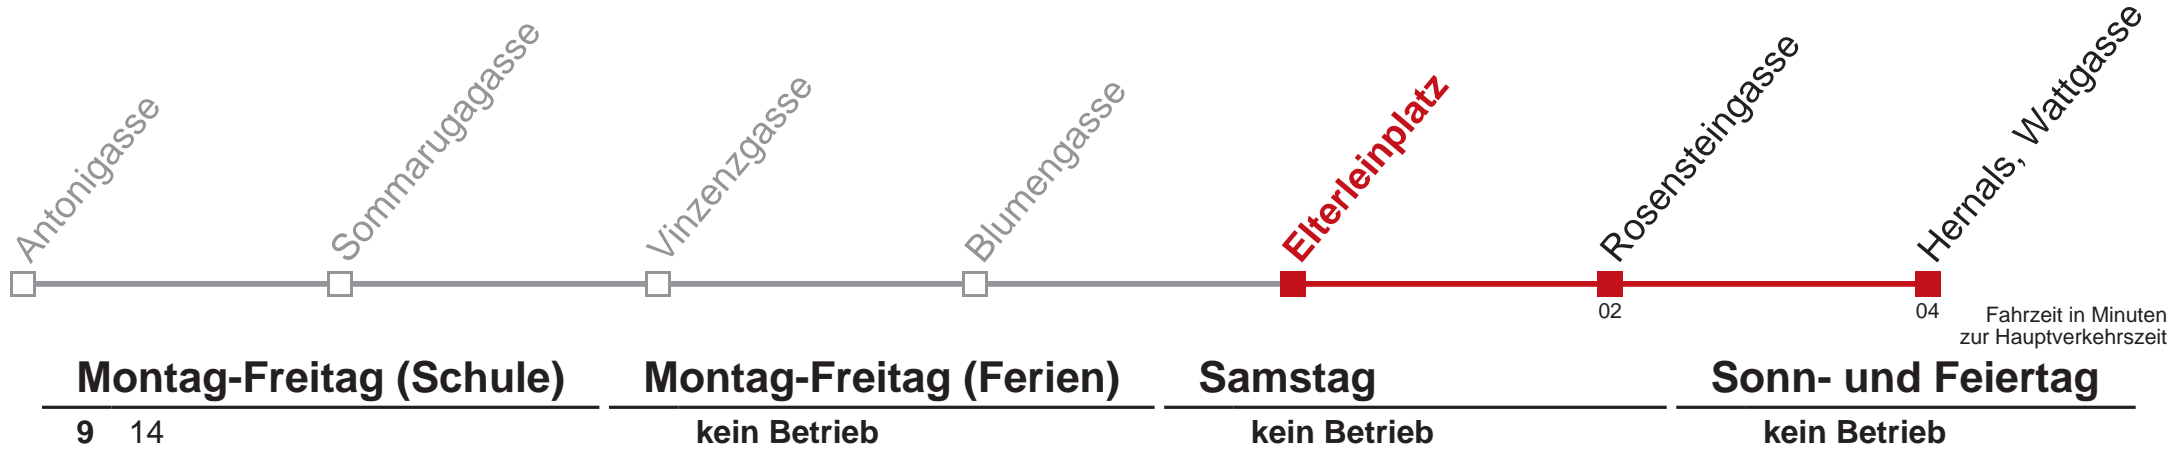 Antonigasse
Sommarugagasse
Vinzenzgasse
Blumengasse
Elterleinplatz
Rosensteingasse
Hernals, Wattgasse
02
04
Fahrzeit in Minuten
zur Hauptverkehrszeit
Montag-Freitag (Schule)
Montag-Freitag (Ferien)
Samstag
Sonn- und Feiertag
9 14
kein Betrieb
kein Betrieb
kein Betrieb